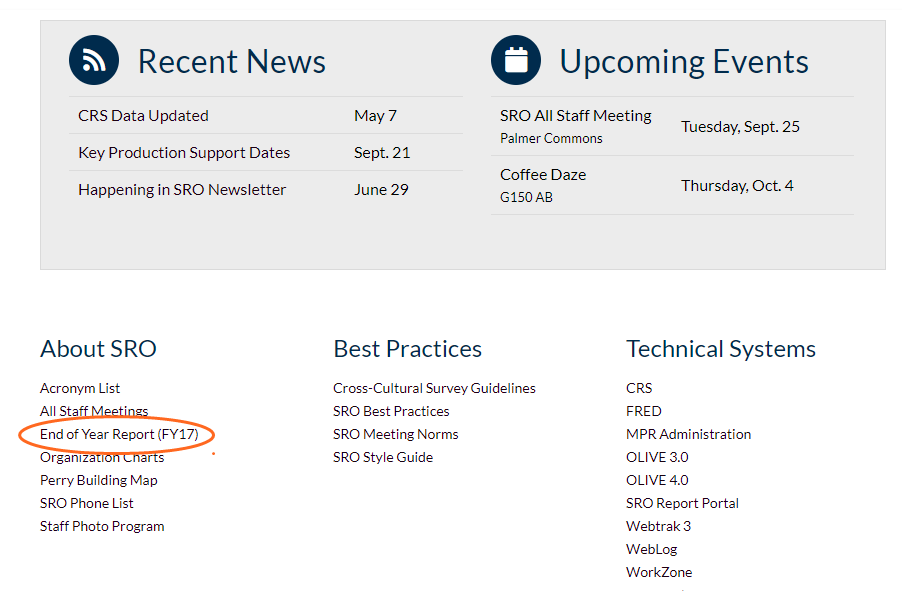 Recent News
CRS Data Updated May 7
Key Production Support Dates Sept. 21
Happening in SRO Newsletter June 29
Upcoming Events
SRO All Staff Meeting
Palmer Commons
Tuesday, Sept. 25
Coffee Daze
G150 AB
Thursday, Oct. 4
About SRO
Acronym List
All Staff Meetings
End of Year Report (FY17)
Organization Charts
Perry Building Map
SRO Phone List
Staff Photo Program
Best Practices
Cross-Cultural Survey Guidelines
SRO Best Practices
SRO Meeting Norms
SRO Style Guide
Technical Systems
CRS
FRED
MPR Administration
OLIVE 3.0
OLIVE 4.0
SRO Report Portal
Webtrak 3
WebLog
WorkZone